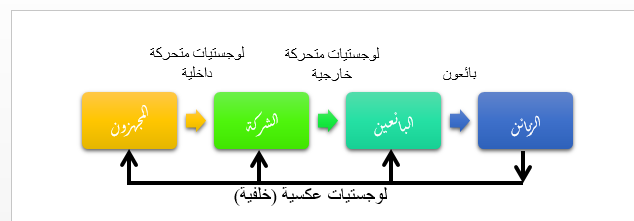 لوجستيات متحركة
داخلية
لوجستيات متحركة
خارجية
بائعون
المجهزون
الشركة
البائعين
الزبائن
لوجستيات عكسية (خلفية)